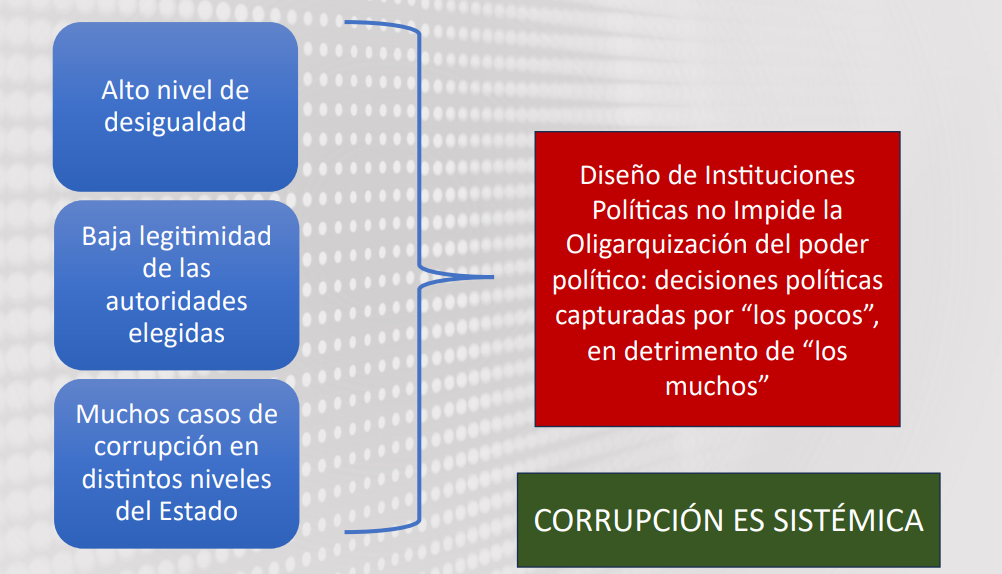 Alto nivel de
desigualdad
Baja legitimidad
de las
autoridades
elegidas
Muchos casos de
corrupción en
distintos niveles
del Estado
Diseño de Instituciones
Políticas no Impide la
Oligarquización del poder
político: decisiones políticas
capturadas por “los pocos”,
en detrimento de “los
muchos”
CORRUPCIÓN ES SISTÉMICA